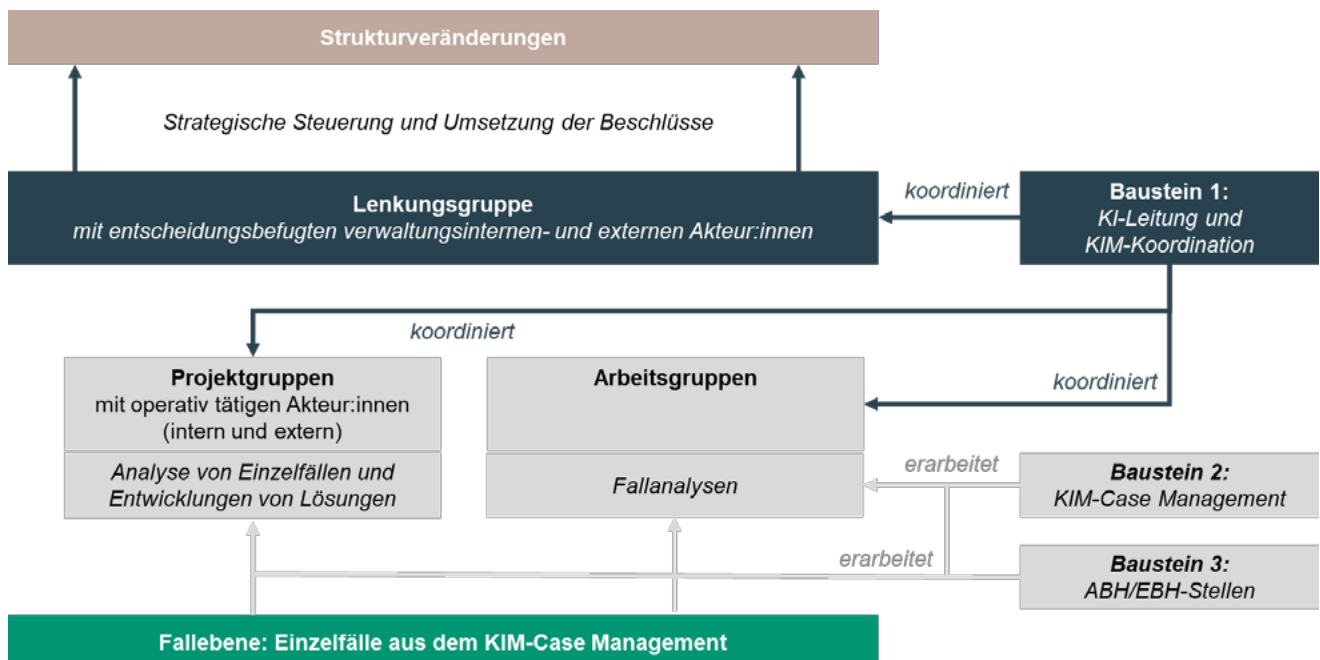 Strukturveränderungen
Strategische Steuerung und Umsetzung der Beschlüsse
Lenkungsgruppe
mit entscheidungsbefugten verwaltungsinternen- und externen Akteur:innen
koordiniert
Baustein 1:
KI-Leitung und
KIM-Koordination
koordiniert
Projektgruppen
mit operativ tätigen Akteur:innen
(intern und extern)
Analyse von Einzelfällen und
Entwicklungen von Lösungen
Arbeitsgruppen
koordiniert
Fallanalysen
erarbeitet
Baustein 2:
KIM-Case Management
erarbeitet
Baustein 3:
ABH/EBH-Stellen
Fallebene: Einzelfälle aus dem KIM-Case Management